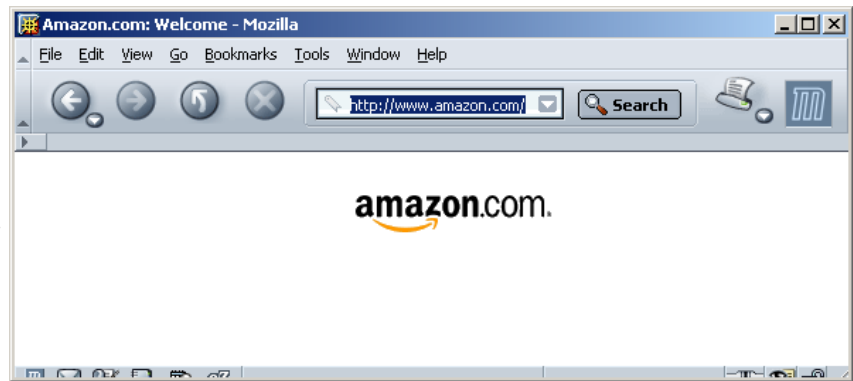 Amazon.com: Welcome - Mozilla
File Edit View Go Bookmarks Tools Window Help
http://www.amazon.com/ Search
amazon.com.